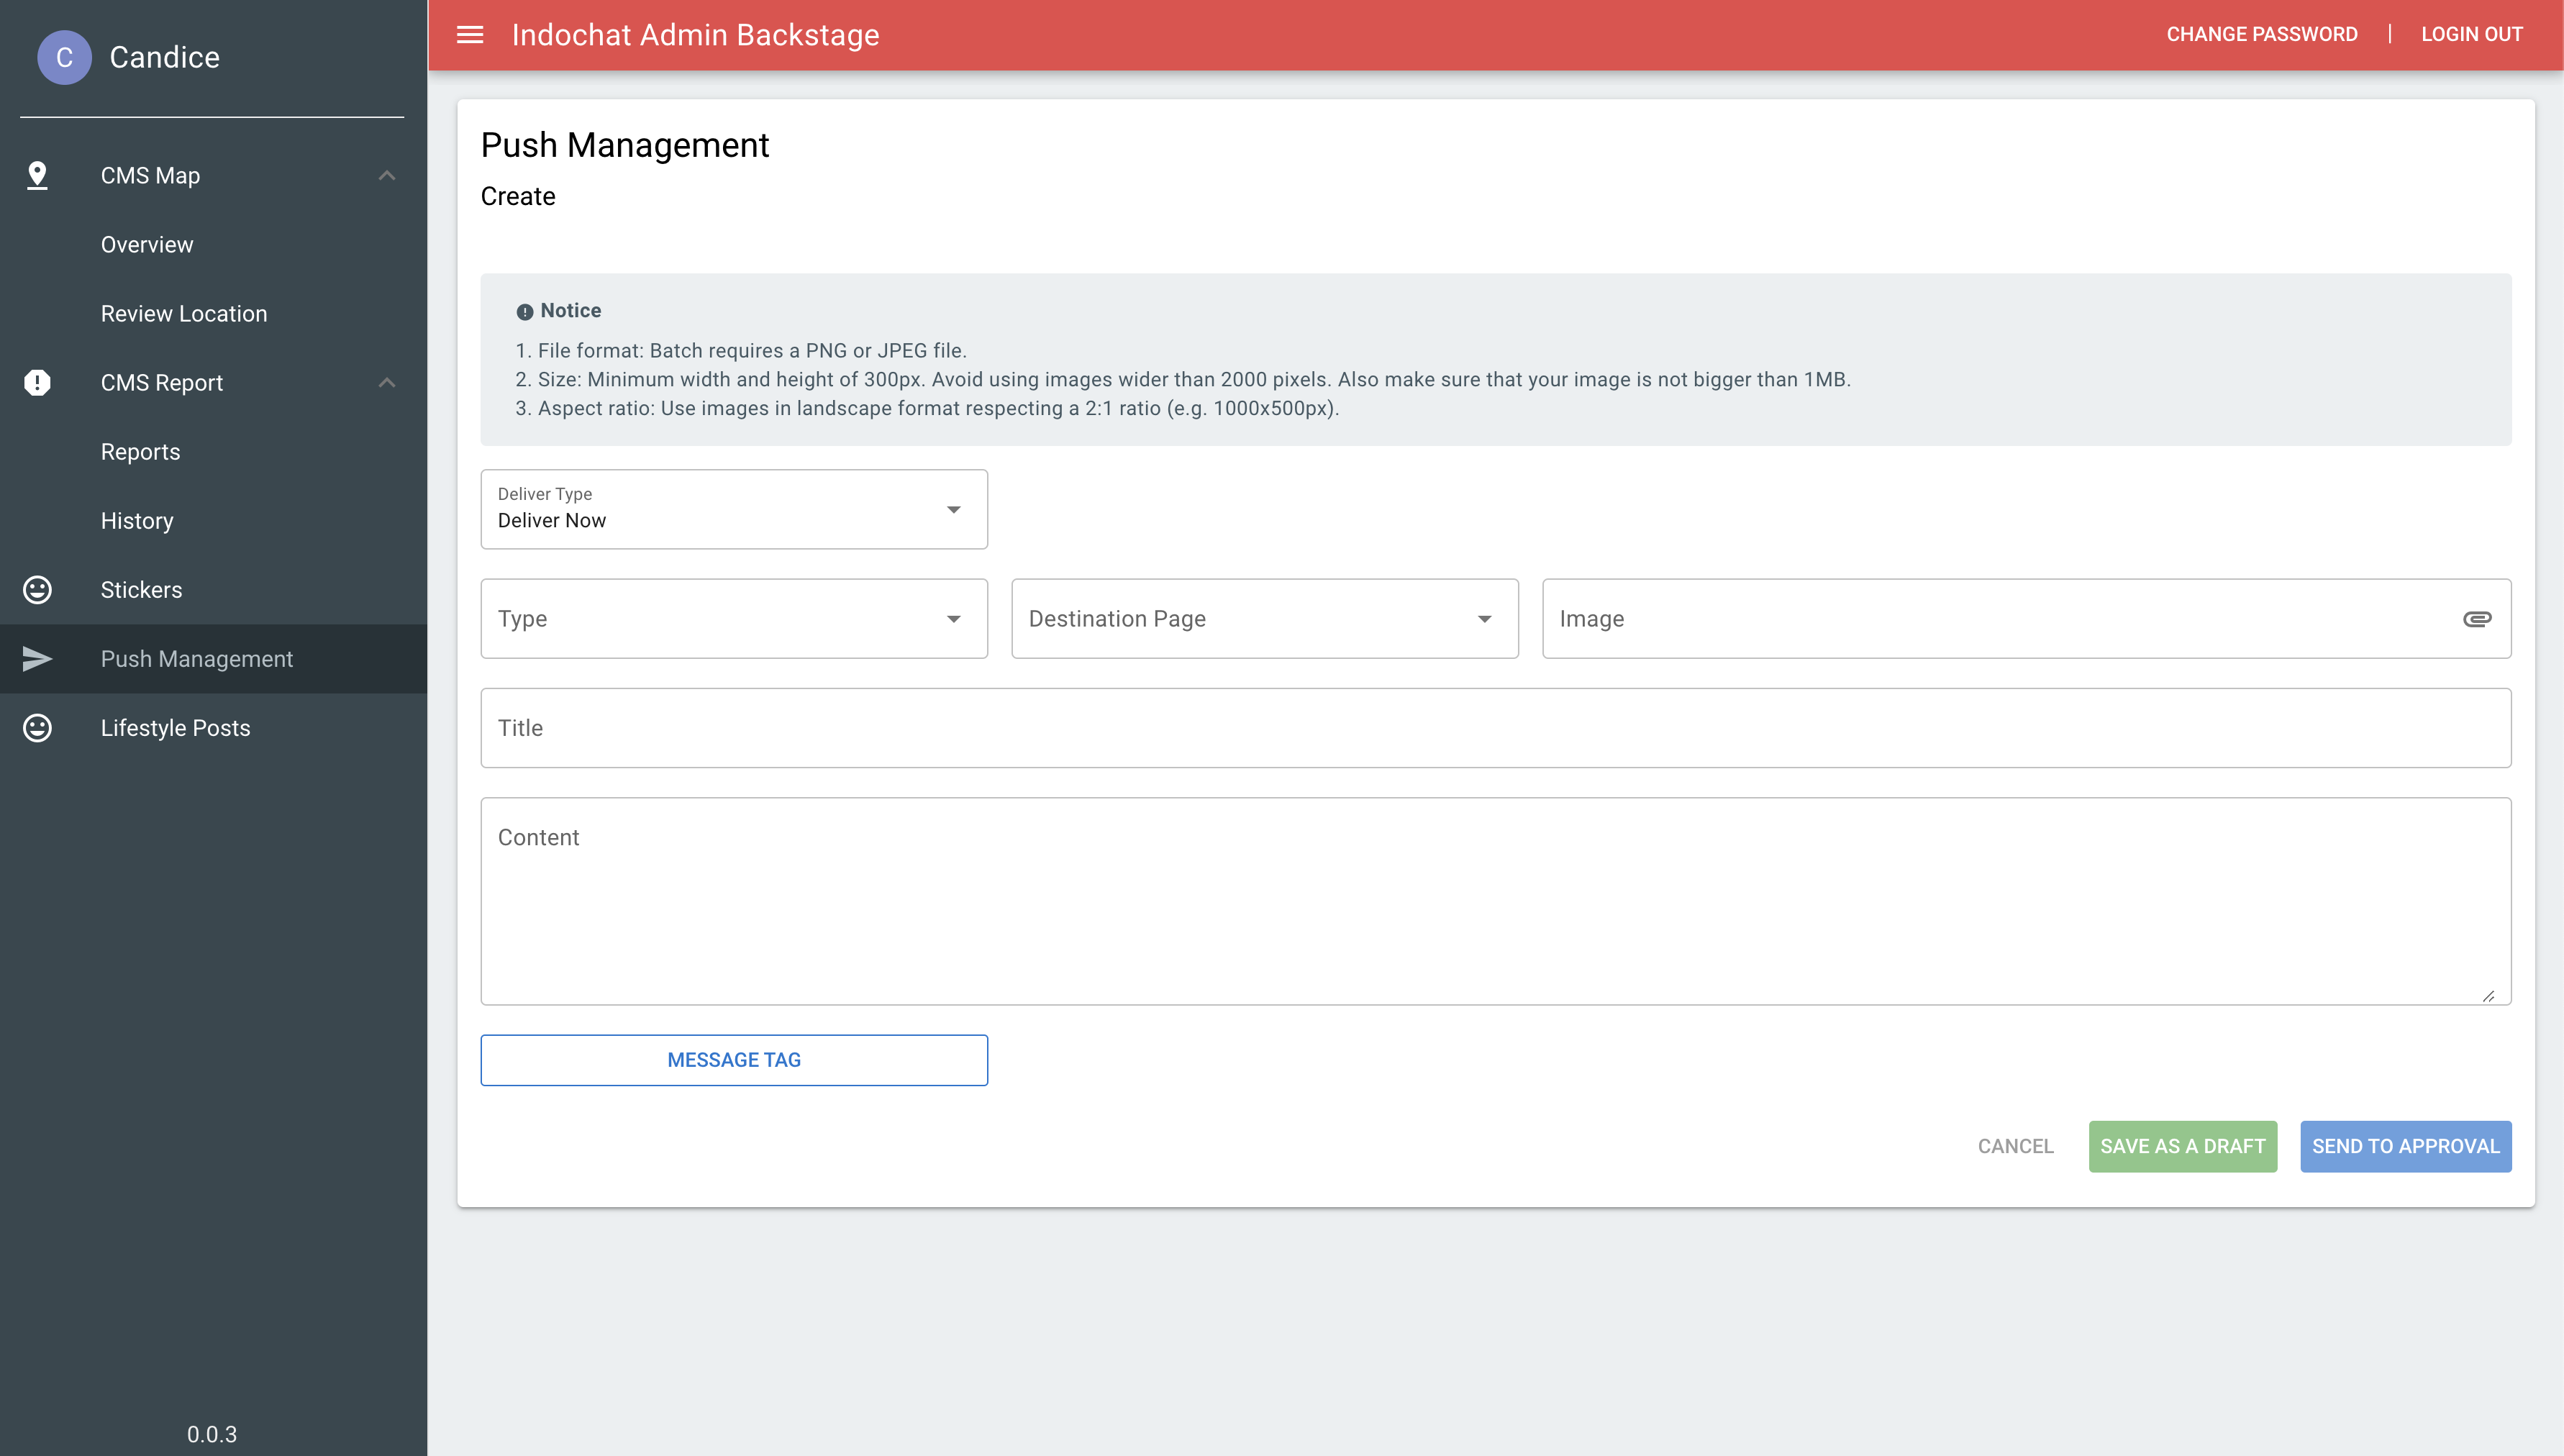 C
Candice
CMS Map
Overview
Review Location
CMS Report
Reports
History
Stickers
Push Management
Lifestyle Posts
0.0.3
Indochat Admin Backstage
CHANGE PASSWORD | LOGIN OUT
Push Management
Create
Notice
1. File format: Batch requires a PNG or JPEG file.
2. Size: Minimum width and height of 300px. Avoid using images wider than 2000 pixels. Also make sure that your image is not bigger than 1MB.
3. Aspect ratio: Use images in landscape format respecting a 2:1 ratio (e.g. 1000x500px).
Deliver Type
Deliver Now
Type
Destination Page
Image
Title
Content
MESSAGE TAG
CANCEL
SAVE AS A DRAFT
SEND TO APPROVAL